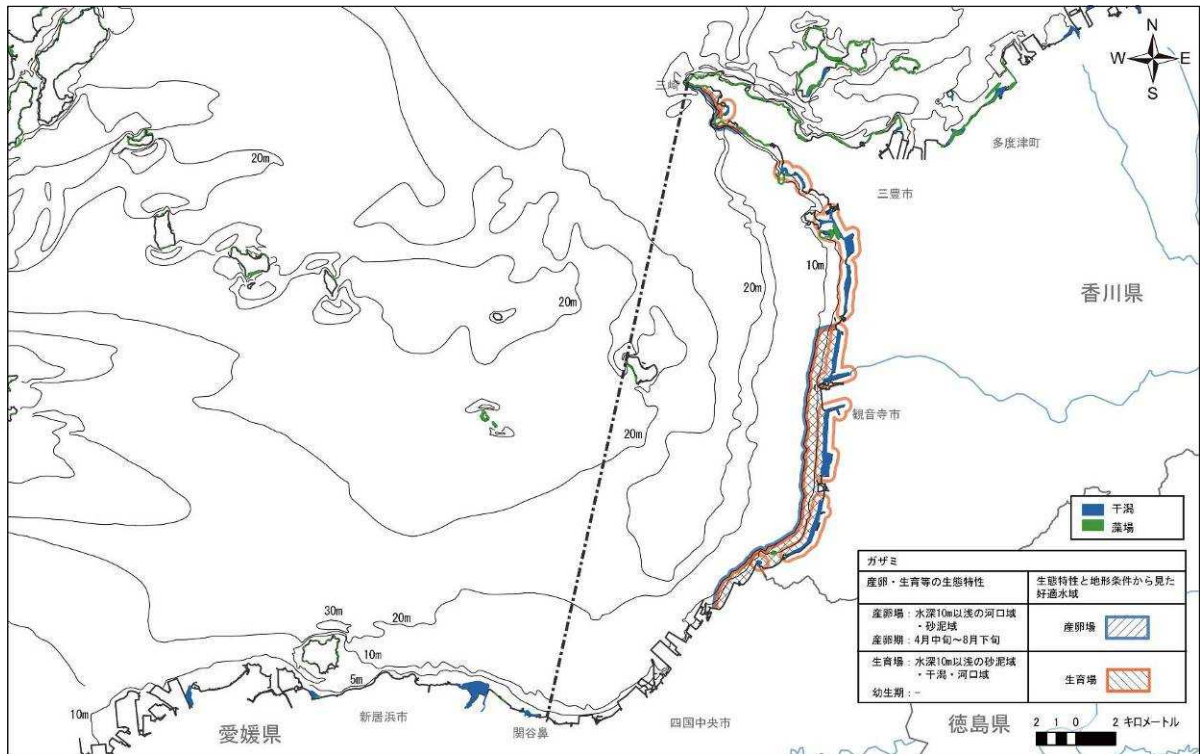 N
W E
S
三崎
多度津町
三豊市
20m
10m
20m
20m
香川県
観音寺市
20m
干潟
藻場
ガザミ
産卵・生育等の生態特性
生態特性と地形条件から見た
好適水域
産卵場：水深10m以浅の河口域
・砂泥域
産卵期：4月中旬～8月下旬
産卵場
生育場：水深10m以浅の砂泥域
・干潟・河口域
幼生期：-
生育場
30m
20m
10m
5m
10m
新居浜市
関谷鼻
四国中央市
愛媛県
徳島県
2 1 0 2 キロメートル